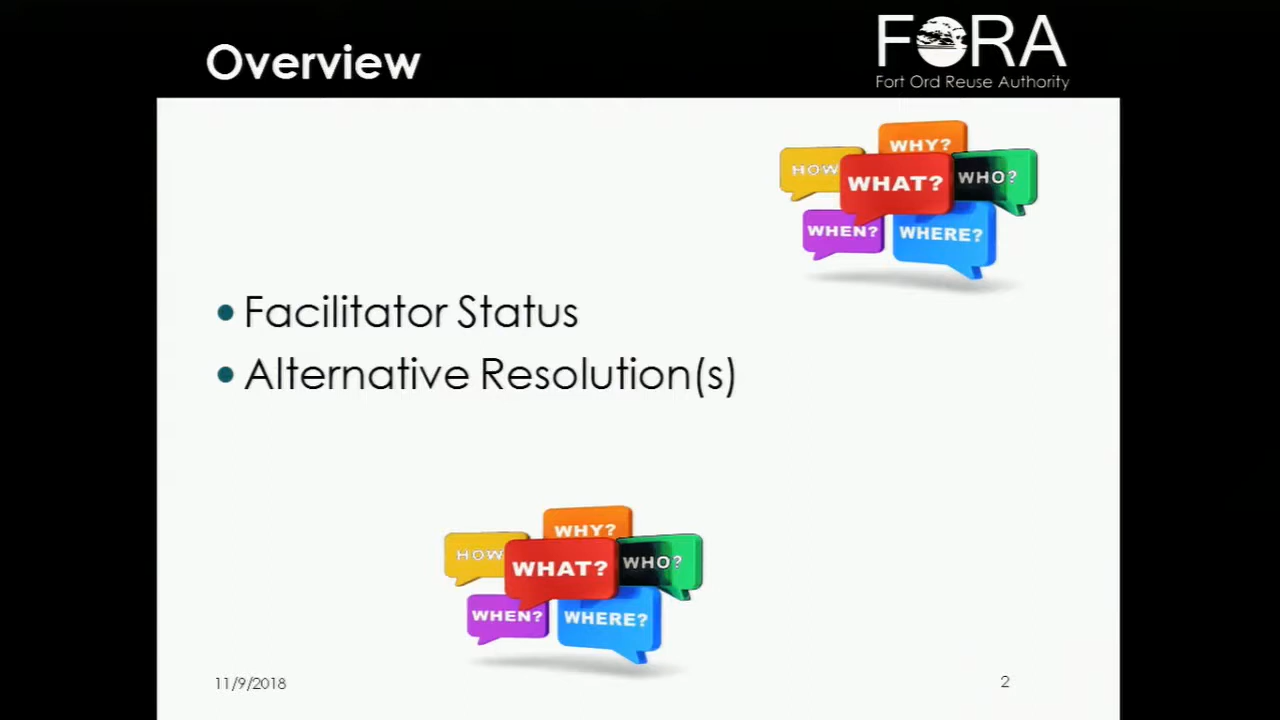 Overview
FORA
Fort Ord Reuse Authority
WHY?
HOW
WHAT?
WHO?
WHEN?
WHERE?
• Facilitator Status
• Alternative Resolution(s)
WHY?
HOW
WHAT?
WHO?
WHEN?
WHERE?
11/9/2018
2